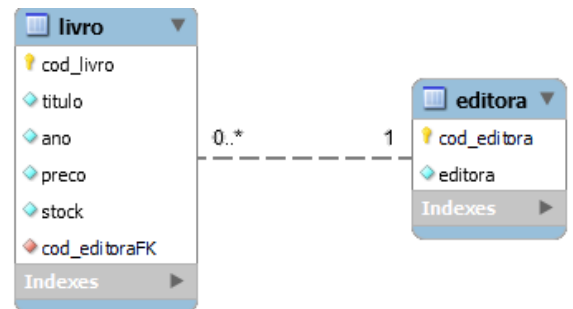 livro
cod_livro
titulo
ano
preco
stock
cod_editoraFK
Indexes
0..*
1
editora
cod_editora
editora
Indexes